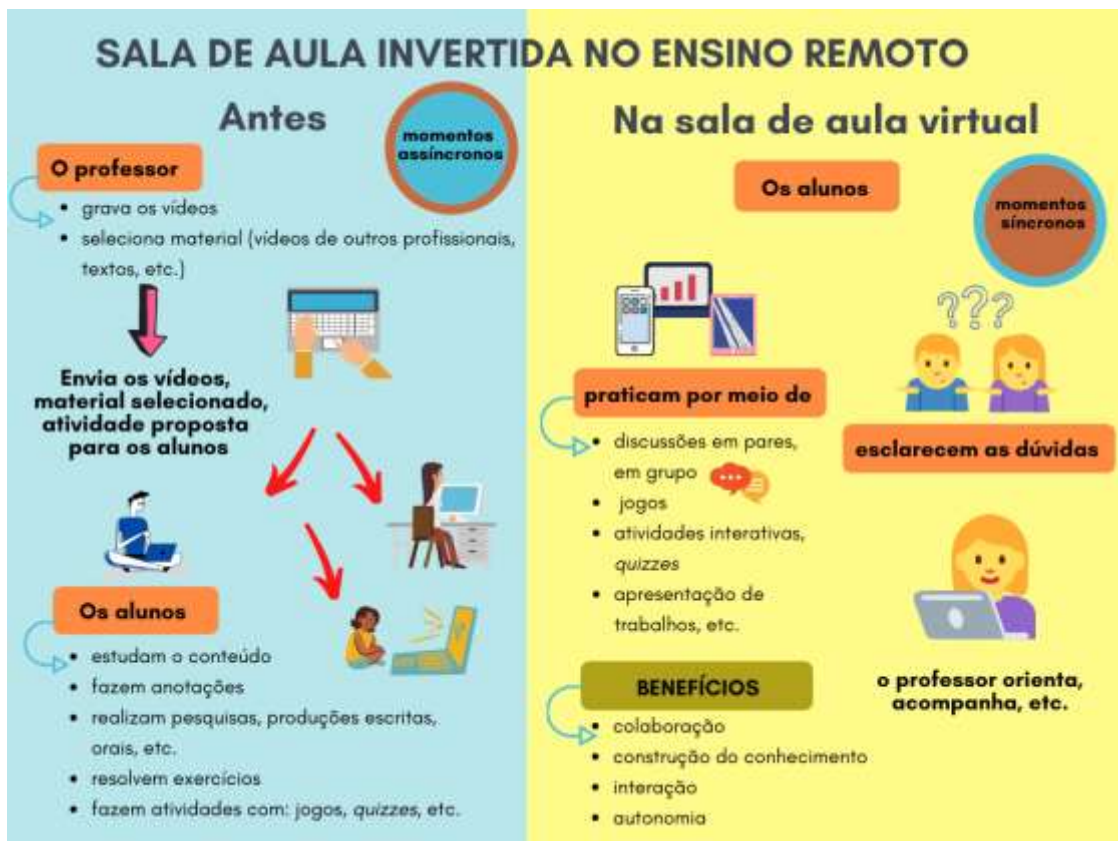 SALA DE AULA INVERTIDA NO ENSINO REMOTO
Antes
momentos
assíncronos
O professor
• grava os vídeos
• seleciona material (vídeos de outros profissionais,
textos, etc.)
Envia os vídeos,
material selecionado,
atividade proposta
para os alunos
Os alunos
• estudam o conteúdo
• fazem anotações
• realizam pesquisas, produções escritas,
orais, etc.
• resolvem exercícios
• fazem atividades com: jogos, quizzes, etc.
Na sala de aula virtual
Os alunos
momentos
síncronos
???
praticam por meio de
• discussões em pares,
em grupo
• jogos
• atividades interativas,
quizzes
• apresentação de
trabalhos, etc.
esclarecem as dúvidas
o professor orienta,
acompanha, etc.
BENEFÍCIOS
• colaboração
• construção do conhecimento
• interação
• autonomia